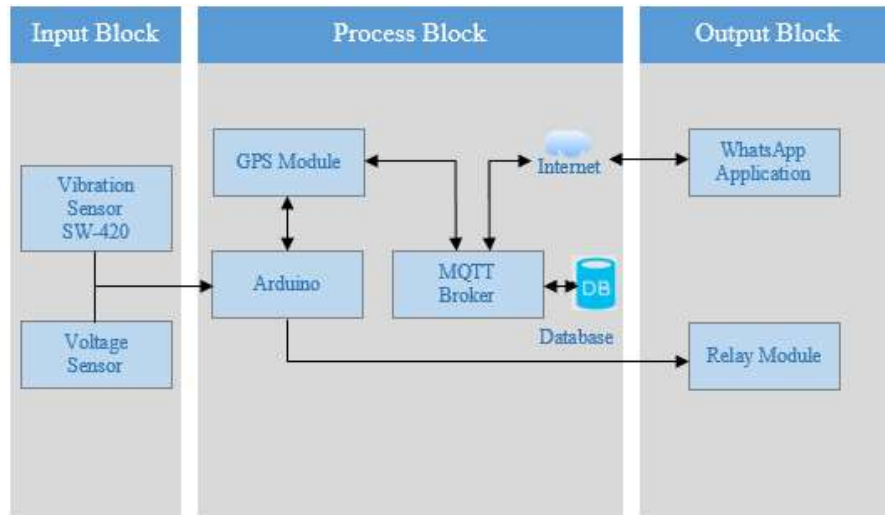 Input Block
Process Block
Output Block
Vibration
Sensor
SW-420
Voltage
Sensor
GPS Module
Arduino
MQTT
Broker
Internet
DB
Database
WhatsApp
Application
Relay Module